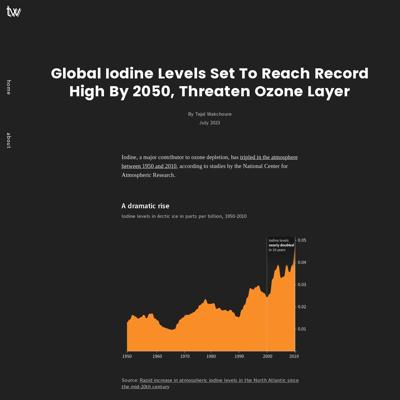 tw
home
about
Global Iodine Levels Set To Reach Record
High By 2050, Threaten Ozone Layer
By Tejal Wakchoure
July 2023
Iodine, a major contributor to ozone depletion, has tripled in the atmosphere
between 1950 and 2010, according to studies by the National Center for
Atmospheric Research.
A dramatic rise
Iodine levels in Arctic ice in parts per billion, 1950-2010
Iodine levels
nearly doubled
in 10 years
0.05
0.04
0.03
0.02
0.01
1950 1960 1970 1980 1990 2000 2010
Source: Rapid increase in atmospheric iodine levels in the North Atlantic since
the mid-20th century